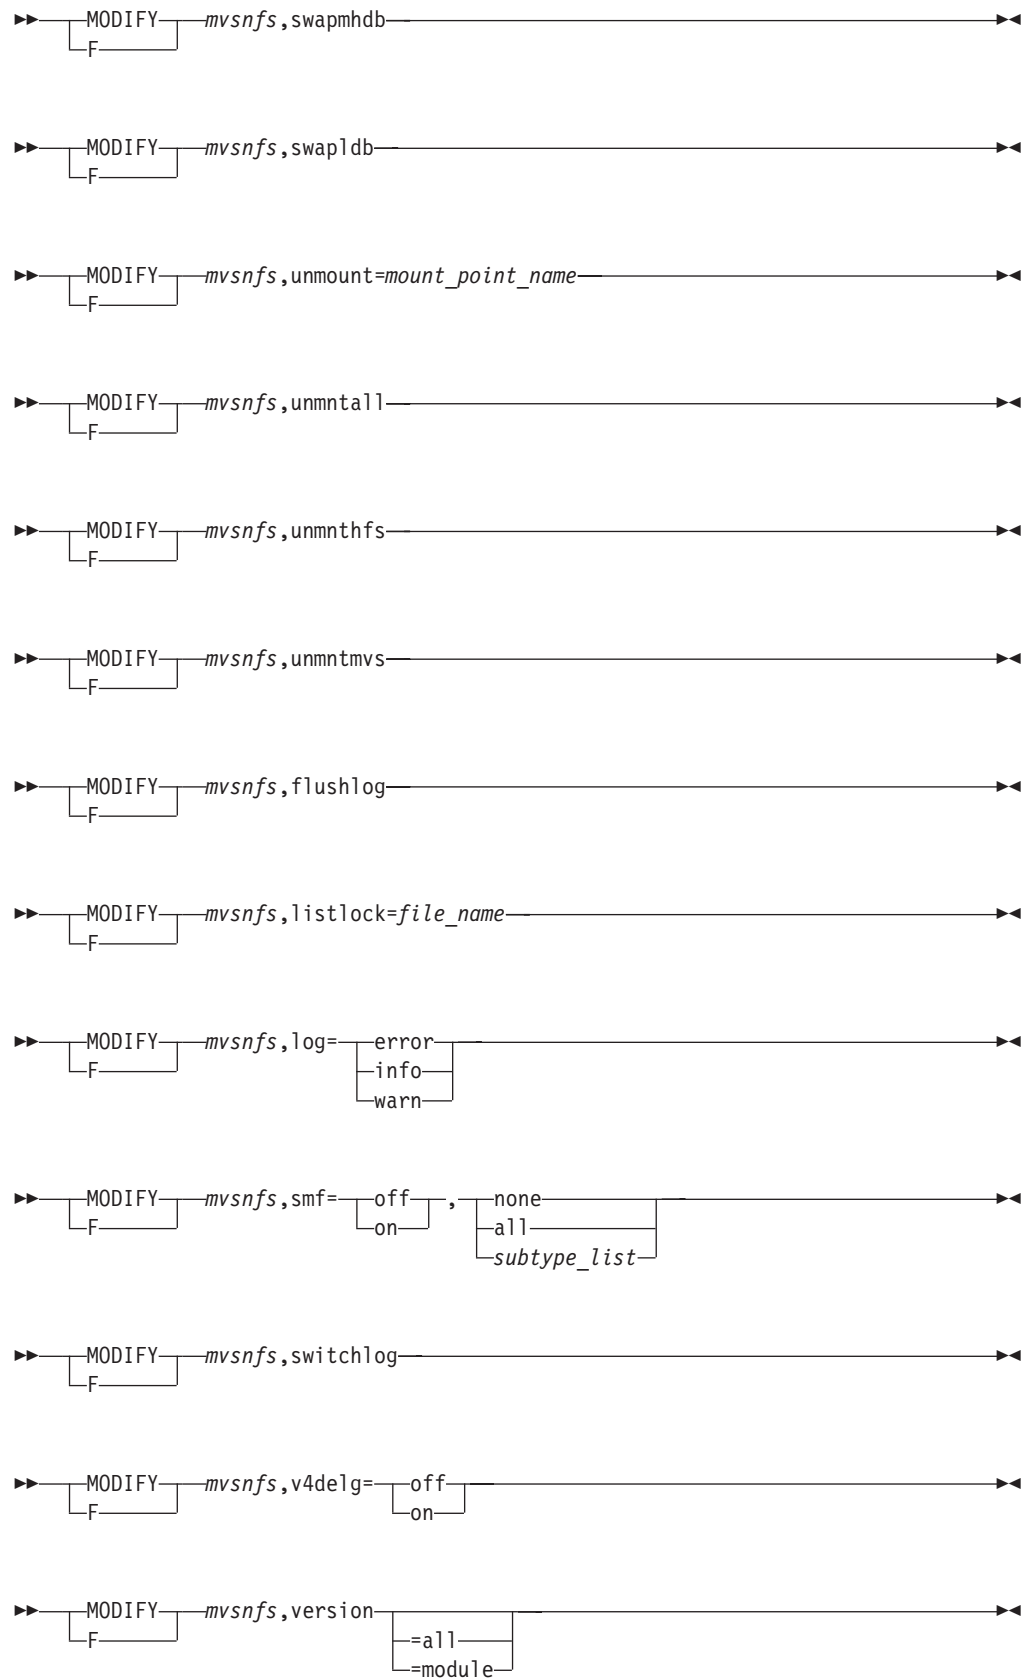 MODIFY mvsnfs,swapmhdb
F
MODIFY mvsnfs,swapldb
F
MODIFY mvsnfs,unmount=mount_point_name
F
MODIFY mvsnfs,unmntall
F
MODIFY mvsnfs,unmnthfs
F
MODIFY mvsnfs,unmntmvs
F
MODIFY mvsnfs,flushlog
F
MODIFY mvsnfs,listlock=file_name
F
MODIFY mvsnfs,log= error
F info
warn
MODIFY mvsnfs,smf= off , none
F on all
subtype_list
MODIFY mvsnfs,switchlog
F
MODIFY mvsnfs,v4delg= off
F on
MODIFY mvsnfs,version
F =all
=module